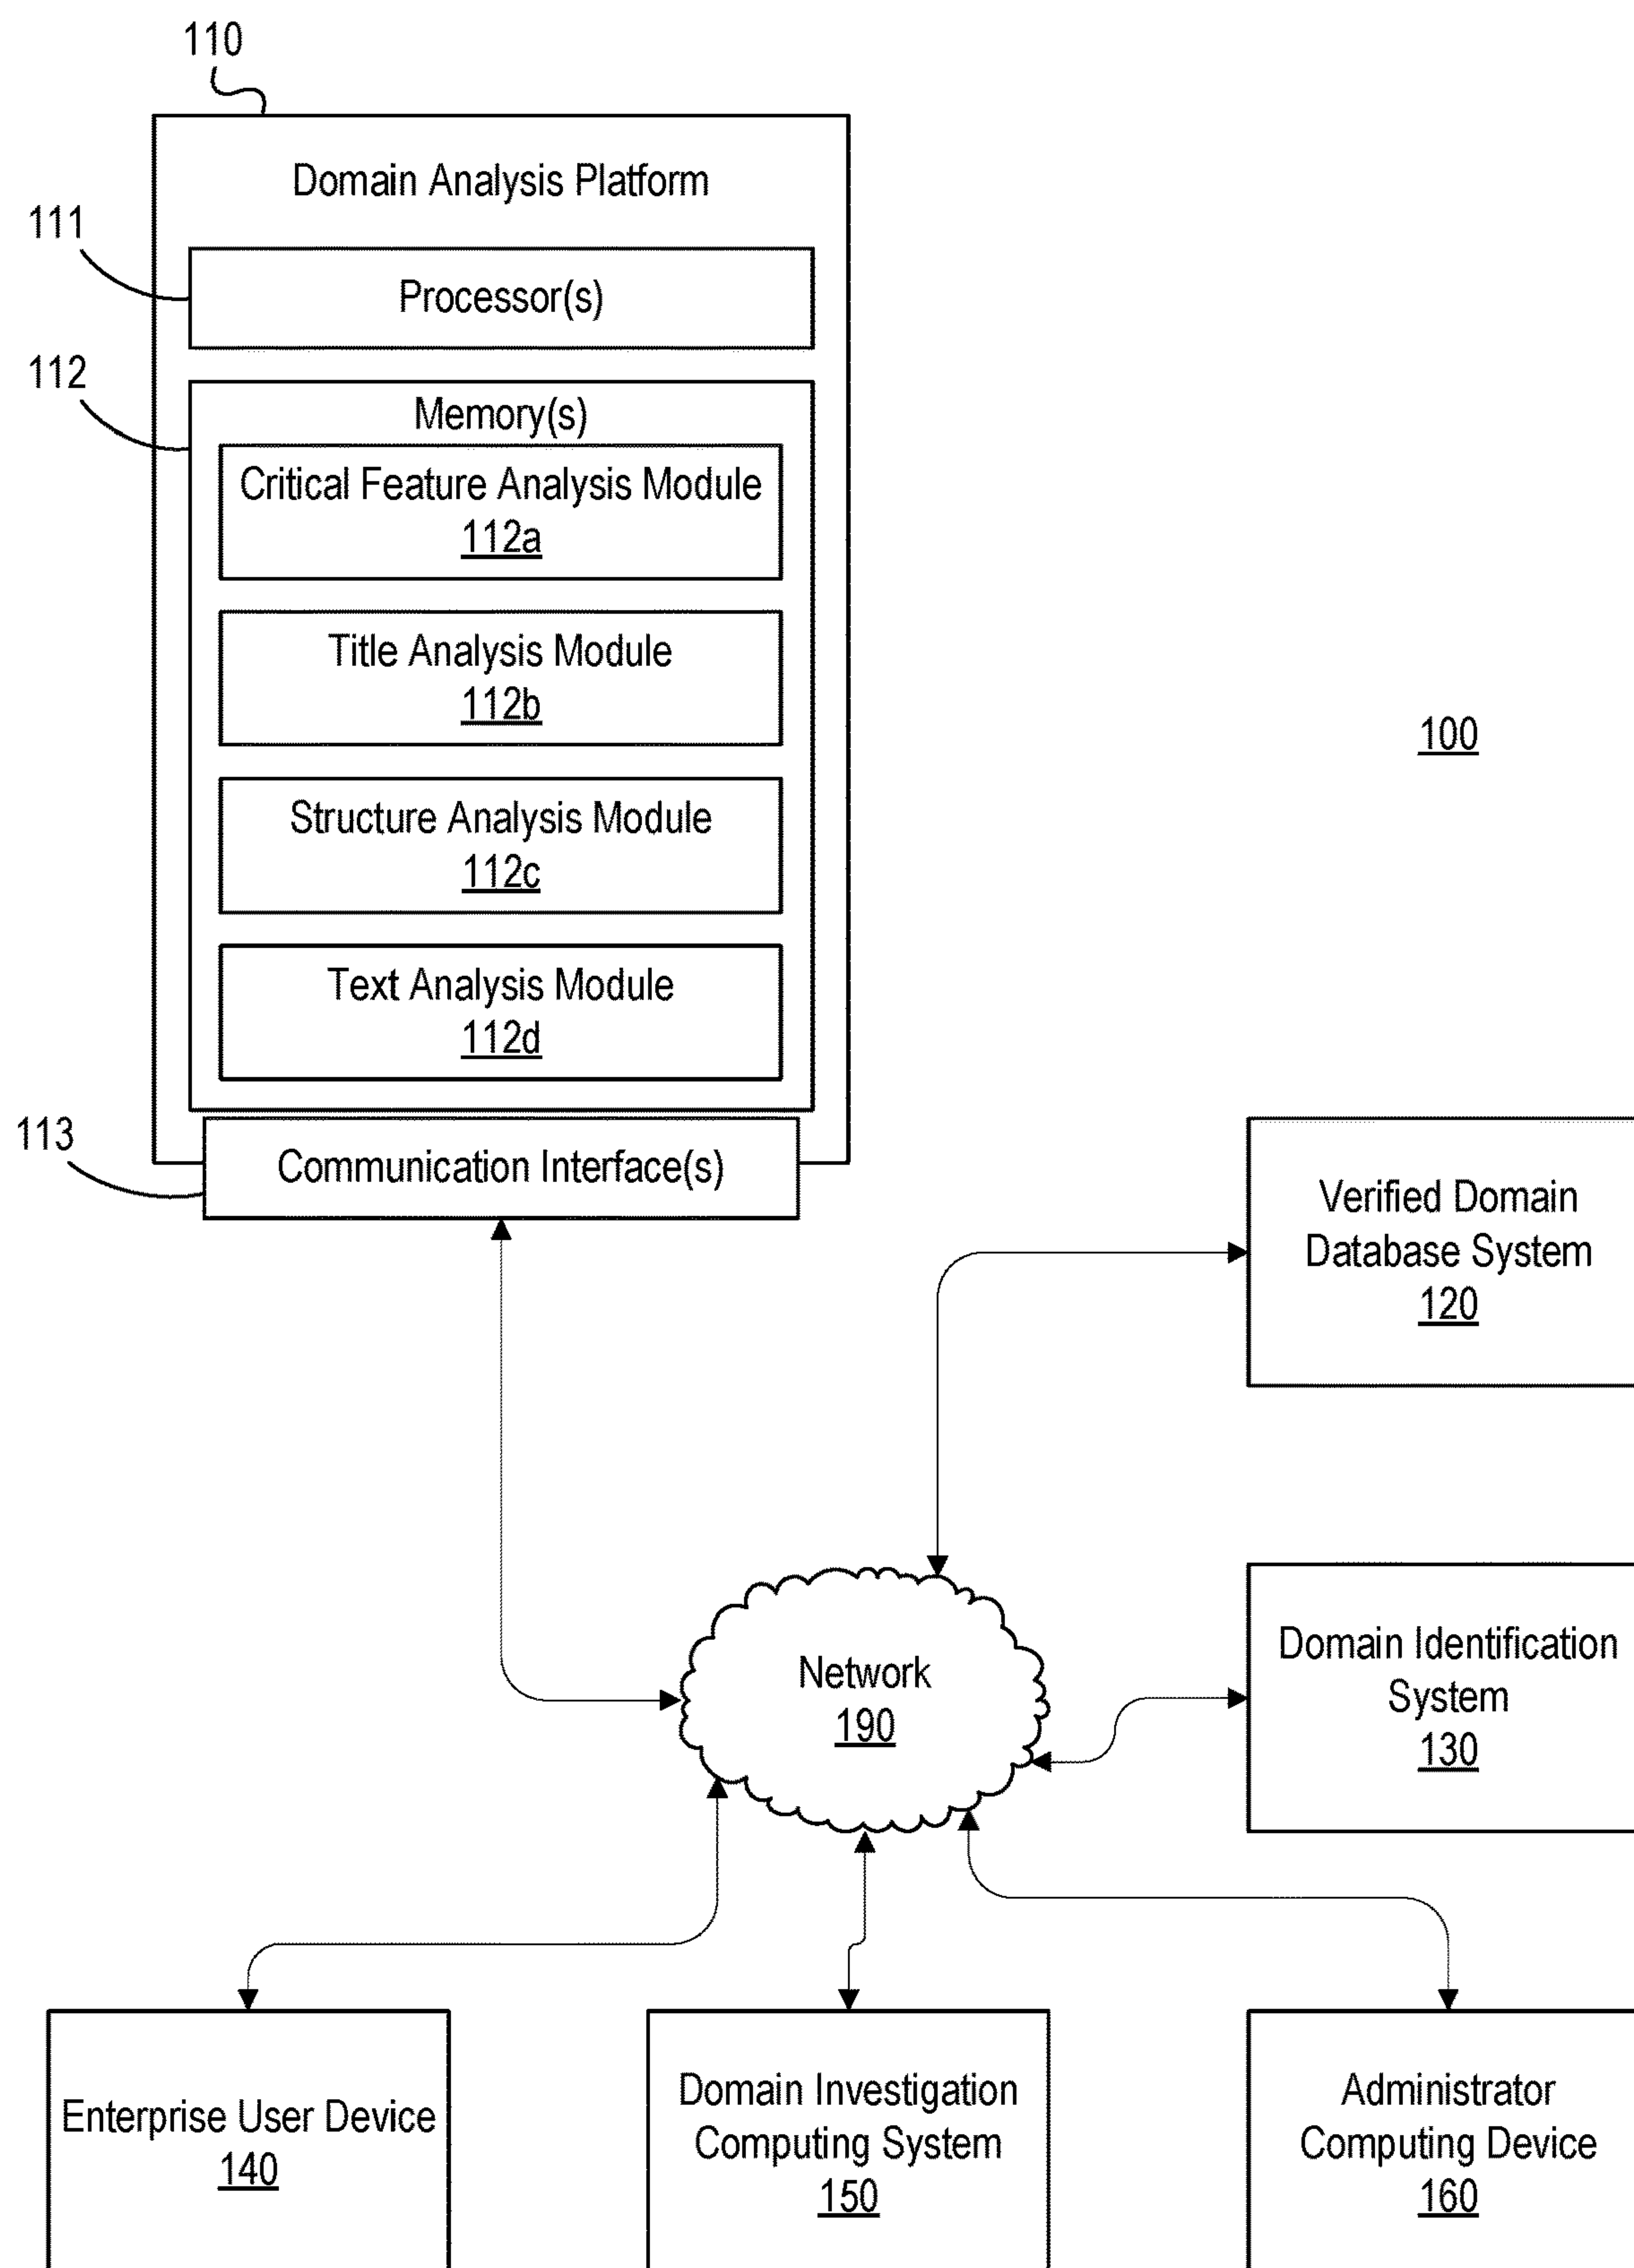 110
Domain Analysis Platform
111
Processor(s)
112
Memory(s)
Critical Feature Analysis Module
112a
Title Analysis Module
112b
100
Structure Analysis Module
112c
Text Analysis Module
112d
113
Communication Interface(s)
Verified Domain
Database System
120
Network
190
Domain Identification
System
130
Enterprise User Device
140
Domain Investigation
Computing System
150
Administrator
Computing Device
160